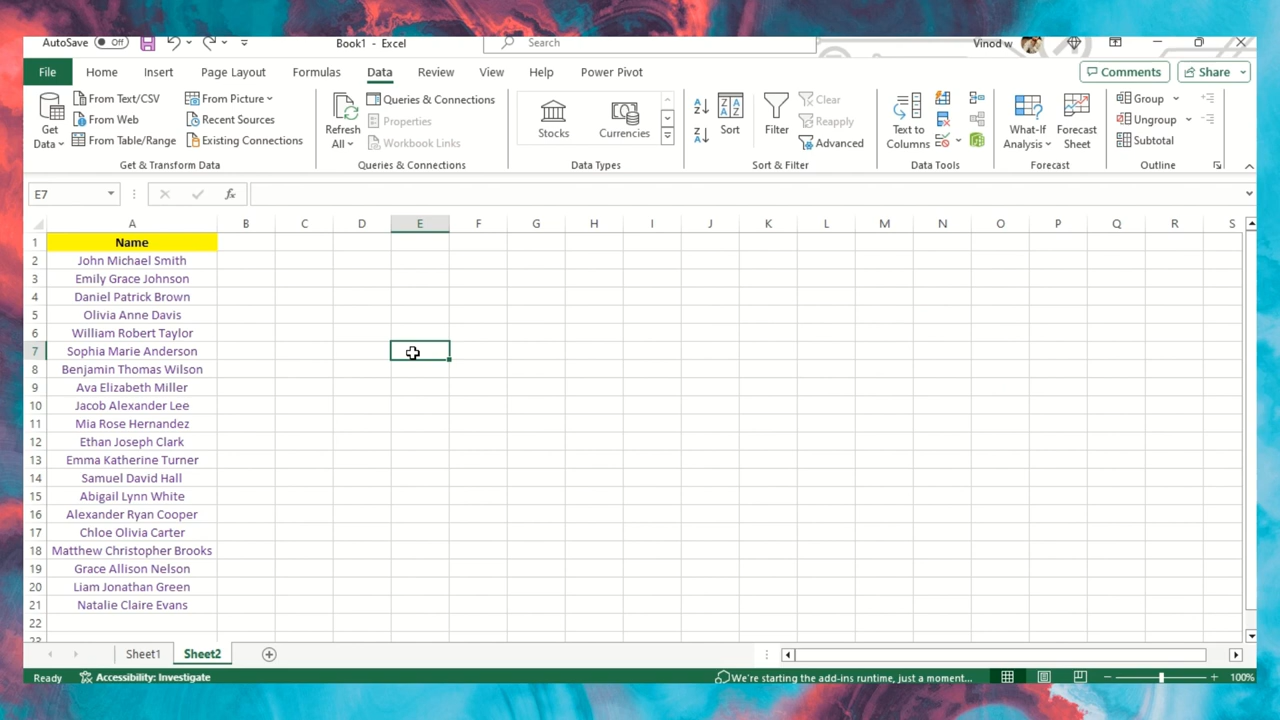 AutoSave Off Book1 - Excel Search Vinod w
File Home Insert Page Layout Formulas Data Review View Help Power Pivot Comments Share
Get Data
From Text/CSV
From Web
From Table/Range
From Picture
Recent Sources
Existing Connections
Get & Transform Data
Refresh All
Queries & Connections
Properties
Workbook Links
Queries & Connections
Stocks Currencies
Data Types
Sort
Filter
Clear
Reapply
Advanced
Sort & Filter
Text to Columns
Data Tools
What-If Analysis
Forecast Sheet
Forecast
Group
Ungroup
Subtotal
Outline
E7 fx
A B C D E F G H I J K L M N O P Q R S
1 Name
2 John Michael Smith
3 Emily Grace Johnson
4 Daniel Patrick Brown
5 Olivia Anne Davis
6 William Robert Taylor
7 Sophia Marie Anderson
8 Benjamin Thomas Wilson
9 Ava Elizabeth Miller
10 Jacob Alexander Lee
11 Mia Rose Hernandez
12 Ethan Joseph Clark
13 Emma Katherine Turner
14 Samuel David Hall
15 Abigail Lynn White
16 Alexander Ryan Cooper
17 Chloe Olivia Carter
18 Matthew Christopher Brooks
19 Grace Allison Nelson
20 Liam Jonathan Green
21 Natalie Claire Evans
22
23
Sheet1 Sheet2
Ready Accessibility: Investigate We're starting the add-ins runtime, just a moment... 100%